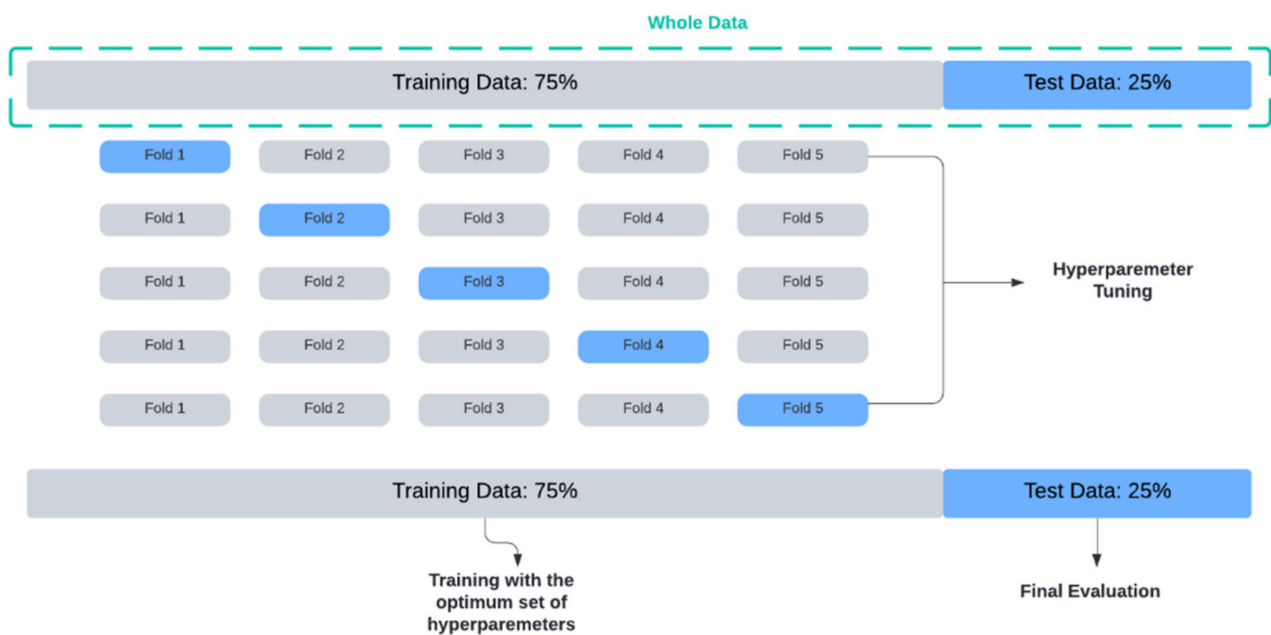 Whole Data
Training Data: 75%
Test Data: 25%
Fold 1
Fold 2
Fold 3
Fold 4
Fold 5
Fold 1
Fold 2
Fold 3
Fold 4
Fold 5
Fold 1
Fold 2
Fold 3
Fold 4
Fold 5
Fold 1
Fold 2
Fold 3
Fold 4
Fold 5
Fold 1
Fold 2
Fold 3
Fold 4
Fold 5
Hyperparemeter
Tuning
Training Data: 75%
Test Data: 25%
Training with the
optimum set of
hyperparemeters
Final Evaluation